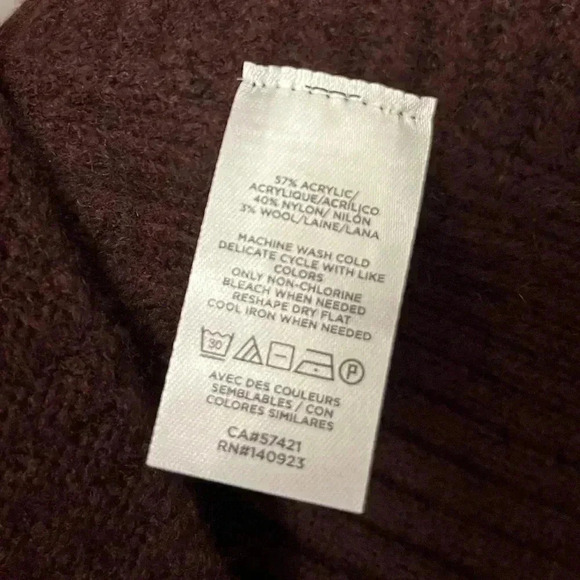 57% ACRYLIC/
ACRYLIQUE/ACRÍLICO
40% NYLON/ NILÓN
3% WOOL/LAINE/LANA
MACHINE WASH COLD
DELICATE CYCLE WITH LIKE
COLORS
ONLY NON-CHLORINE
BLEACH WHEN NEEDED
RESHAPE DRY FLAT
COOL IRON WHEN NEEDED
30 P
AVEC DES COULEURS
SEMBLABLES / CON
COLORES SIMILARES
CA#57421
RN#140923